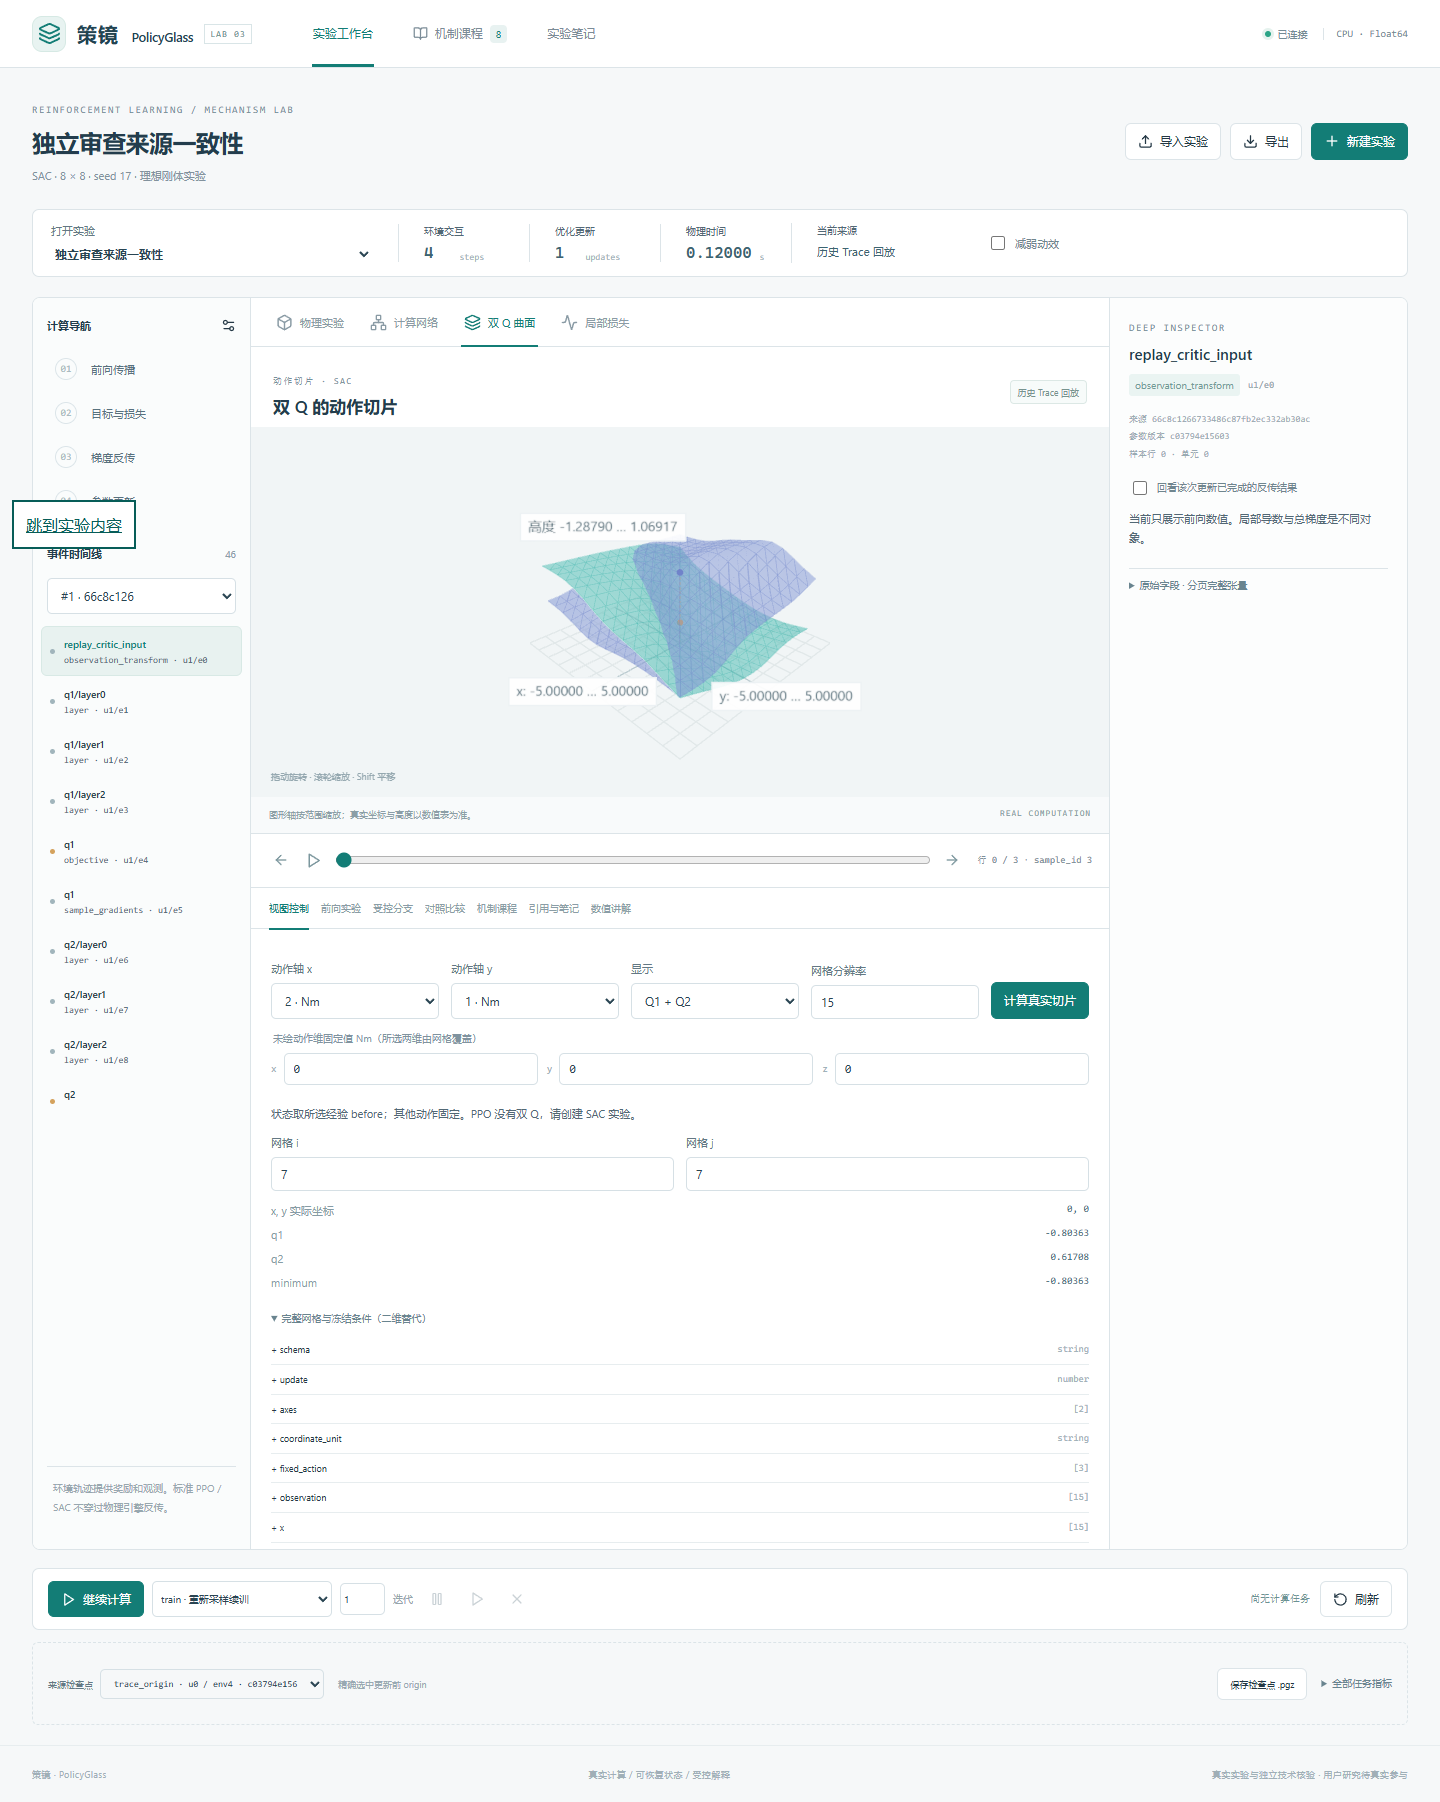 策镜 PolicyGlass LAB 03
实验工作台
机制课程 8
实验笔记
已连接
CPU · Float64
REINFORCEMENT LEARNING / MECHANISM LAB
独立审查来源一致性
SAC · 8 × 8 · seed 17 · 理想刚体实验
导入实验
导出
新建实验
打开实验
独立审查来源一致性
环境交互
4 steps
优化更新
1 updates
物理时间
0.12000 s
当前来源
历史 Trace 回放
减弱动效
计算导航
01 前向传播
02 目标与损失
03 梯度反传
跳到实验内容
事件时间线 46
#1 · 66c8c126
replay_critic_input
observation_transform · u1/e0
q1/layer0
layer · u1/e1
q1/layer1
layer · u1/e2
q1/layer2
layer · u1/e3
q1
objective · u1/e4
q1
sample_gradients · u1/e5
q2/layer0
layer · u1/e6
q2/layer1
layer · u1/e7
q2/layer2
layer · u1/e8
q2
环境轨迹提供奖励和观测。标准 PPO /
SAC 不穿过物理引擎反传。
物理实验
计算网络
双 Q 曲面
局部损失
动作切片 · SAC
双 Q 的动作切片
历史 Trace 回放
高度 -1.28790 ... 1.06917
x: -5.00000 ... 5.00000
y: -5.00000 ... 5.00000
拖动旋转 · 滚轮缩放 · Shift 平移
图形轴按范围缩放；真实坐标与高度以数值表为准。
REAL COMPUTATION
行 0 / 3 · sample_id 3
视图控制
前向实验
受控分支
对照比较
机制课程
引用与笔记
数值讲解
动作轴 x
2 · Nm
动作轴 y
1 · Nm
显示
Q1 + Q2
网格分辨率
15
计算真实切片
未绘动作维固定值 Nm（所选两维由网格覆盖）
x 0
y 0
z 0
状态取所选经验 before；其他动作固定。PPO 没有双 Q，请创建 SAC 实验。
网格 i
7
网格 j
7
x, y 实际坐标 0, 0
q1 -0.80363
q2 0.61708
minimum -0.80363
▼ 完整网格与冻结条件（二维替代）
+ schema string
+ update number
+ axes [2]
+ coordinate_unit string
+ fixed_action [3]
+ observation [15]
+ x [15]
DEEP INSPECTOR
replay_critic_input
observation_transform u1/e0
来源 66c8c1266733486c87fb2ec332ab30ac
参数版本 c03794e15603
样本行 0 · 单元 0
回看该次更新已完成的反传结果
当前只展示前向数值。局部导数与总梯度是不同对
象。
▶ 原始字段 · 分页完整张量
继续计算
train · 重新采样续训
1 迭代
尚无计算任务
刷新
来源检查点
trace_origin · u0 / env4 · c03794e156
精确选中更新前 origin
保存检查点 .pgz
▶ 全部任务指标
策镜 · PolicyGlass
真实计算 / 可恢复状态 / 受控解释
真实实验与独立技术核验 · 用户研究待真实参与